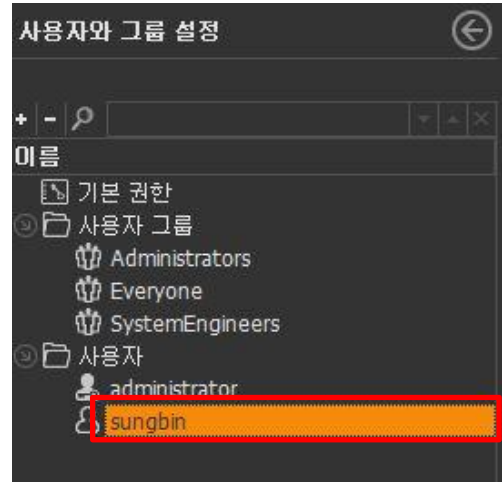 사용자와 그룹 설정
+ - 
이름
기본 권한
사용자 그룹
Administrators
Everyone
SystemEngineers
사용자
administrator
sungbin